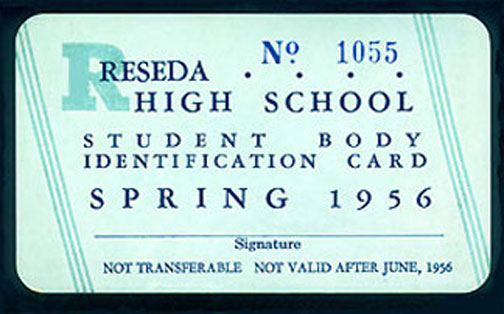 Nº 1055
RESEDA . . . .
HIGH SCHOOL
STUDENT BODY
IDENTIFICATION CARD
SPRING 1956
Signature
NOT TRANSFERABLE NOT VALID AFTER JUNE, 1956